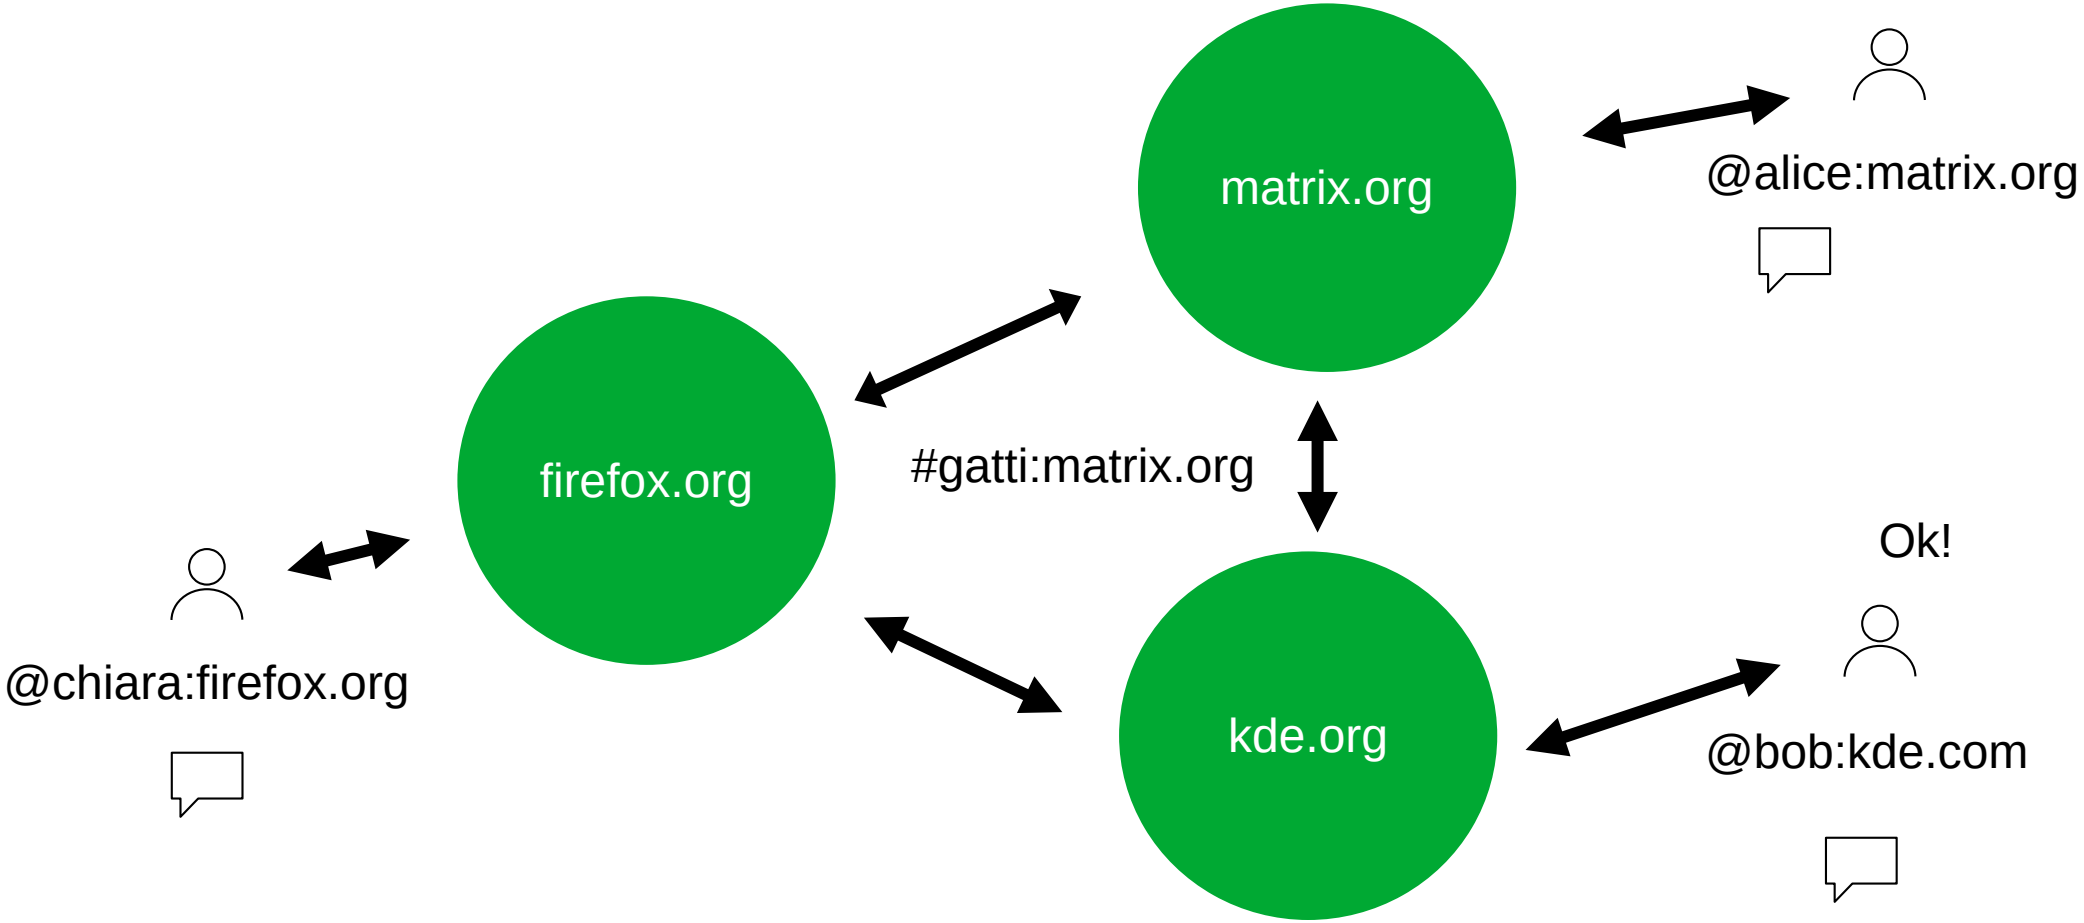 matrix.org
@alice:matrix.org
firefox.org
#gatti:matrix.org
Ok!
@chiara:firefox.org
kde.org
@bob:kde.com